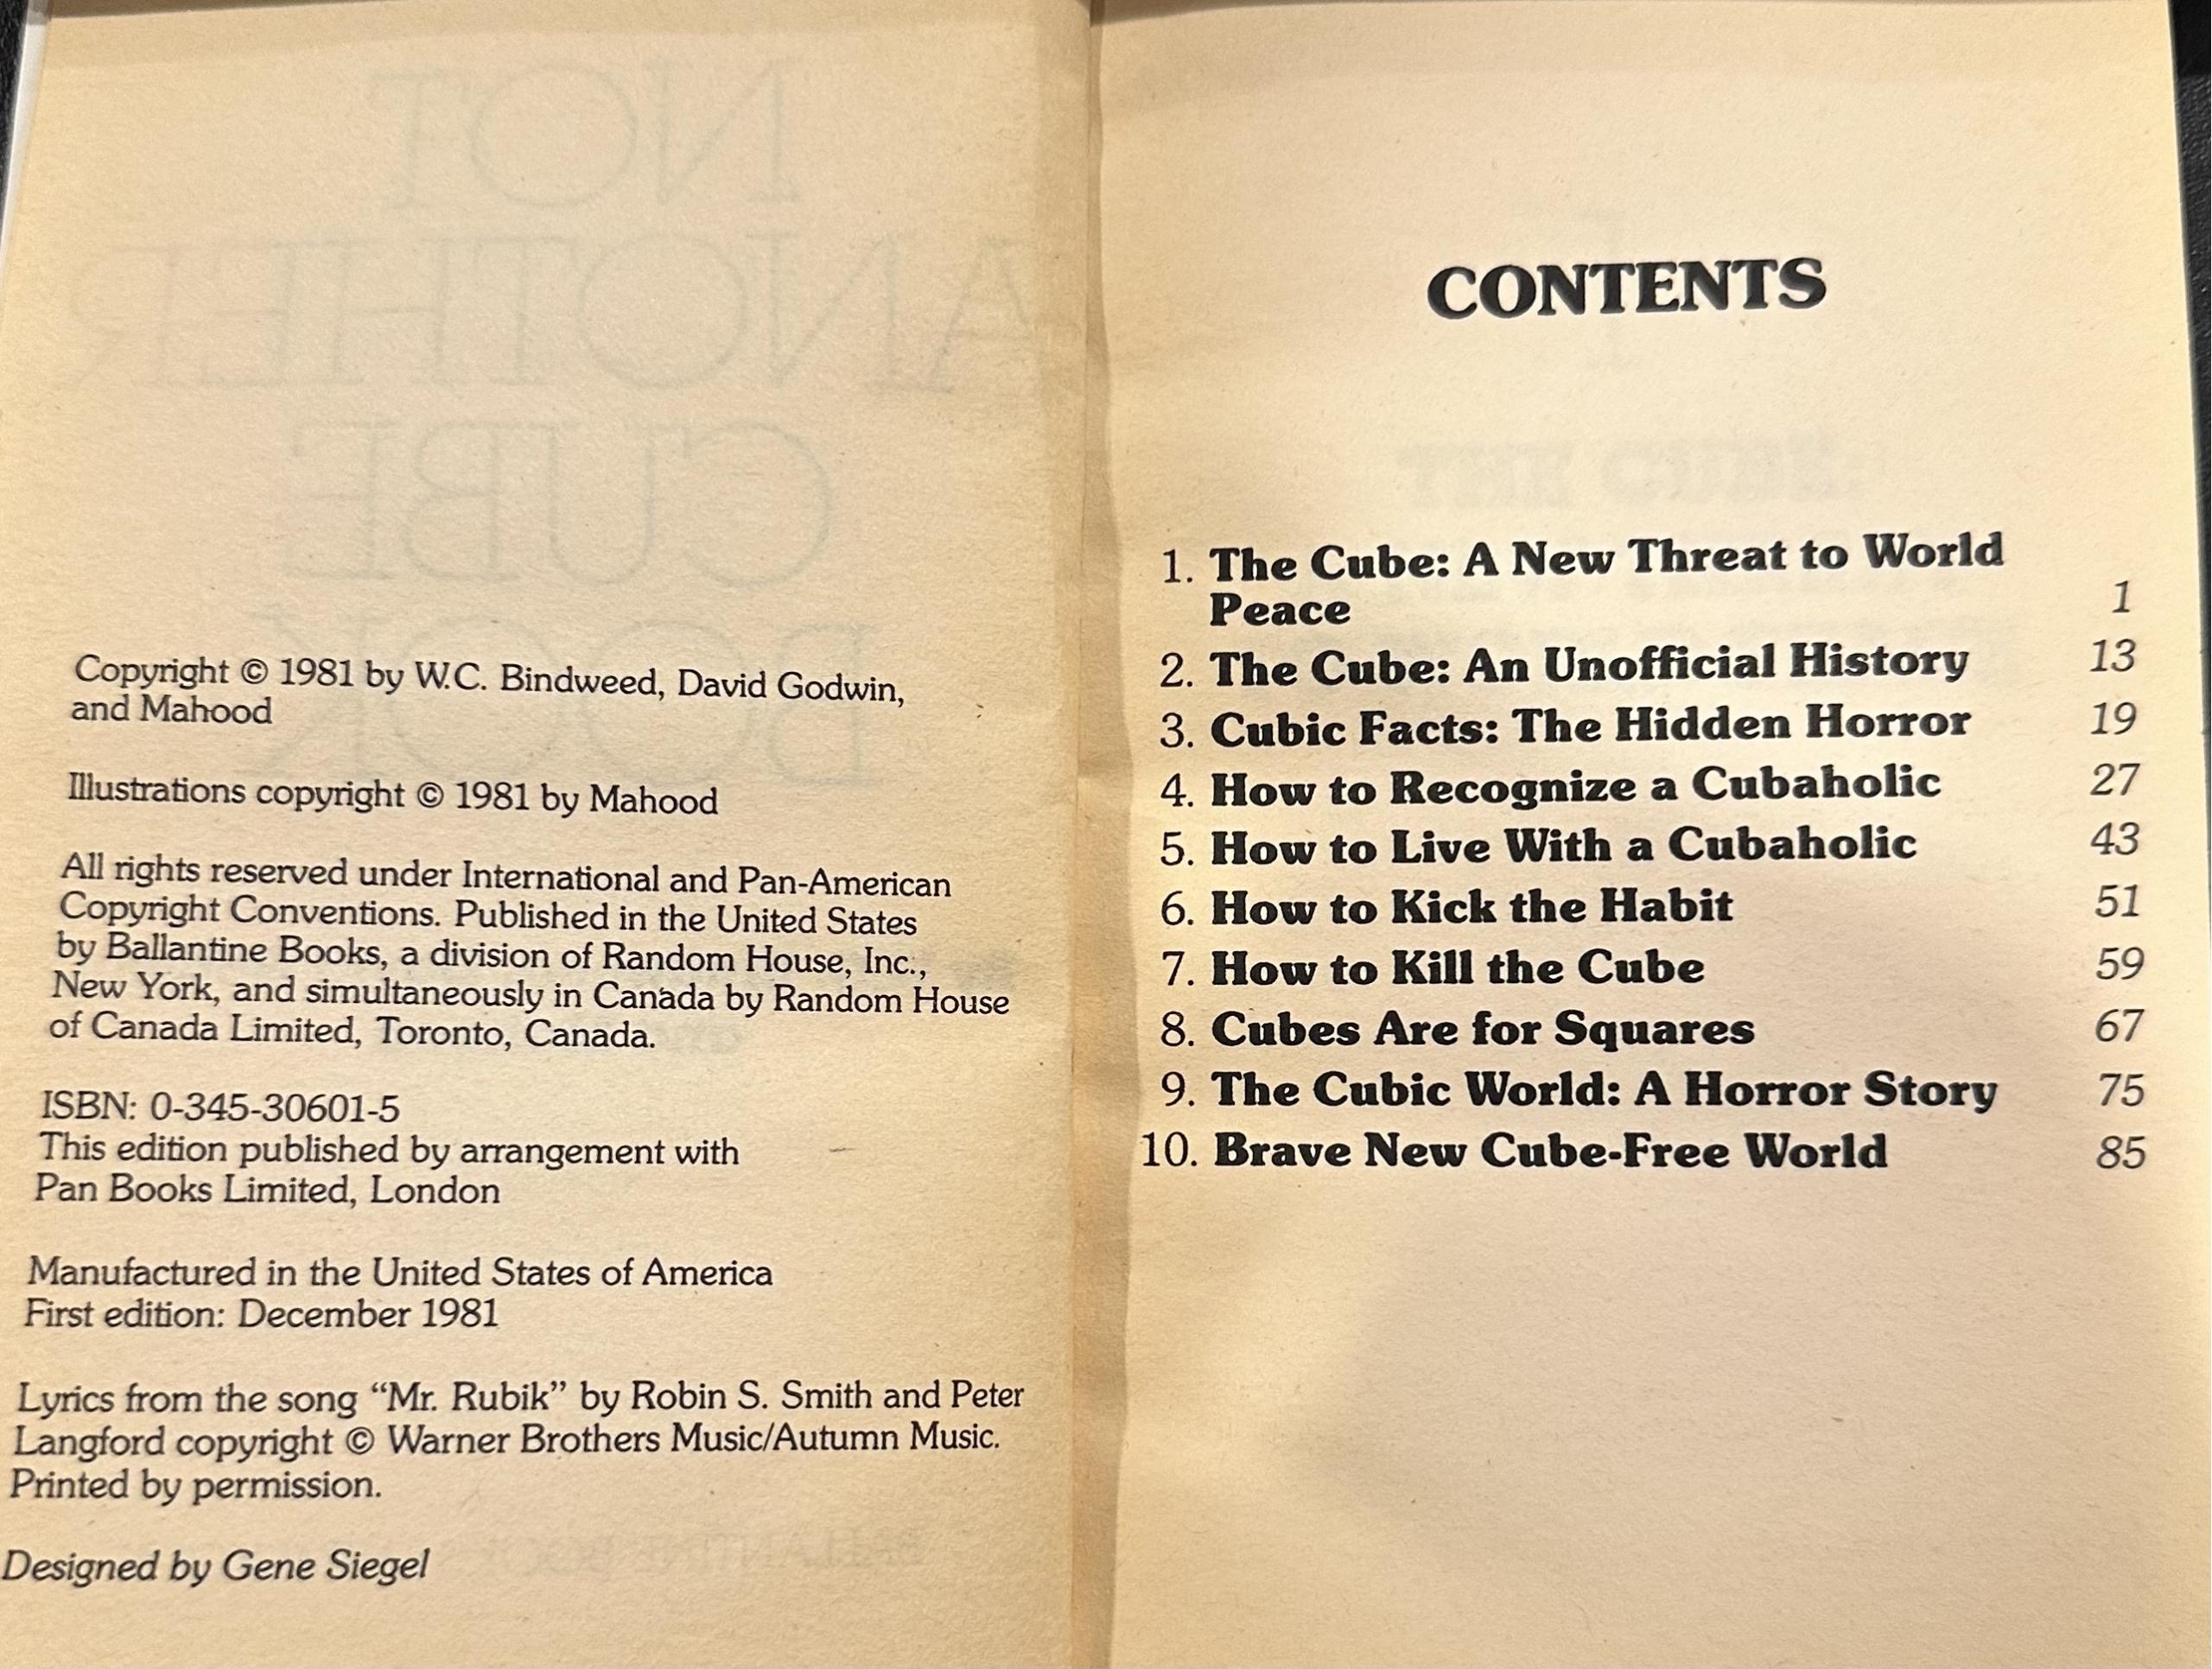 NOT
ANOTHER
CUBE
BOOK
Copyright © 1981 by W.C. Bindweed, David Godwin,
and Mahood
Illustrations copyright © 1981 by Mahood
All rights reserved under International and Pan-American
Copyright Conventions. Published in the United States
by Ballantine Books, a division of Random House, Inc.,
New York, and simultaneously in Canada by Random House
of Canada Limited, Toronto, Canada.
ISBN: 0-345-30601-5
This edition published by arrangement with
Pan Books Limited, London
Manufactured in the United States of America
First edition: December 1981
Lyrics from the song “Mr. Rubik” by Robin S. Smith and Peter
Langford copyright © Warner Brothers Music/Autumn Music.
Printed by permission.
Designed by Gene Siegel
CONTENTS
1. The Cube: A New Threat to World
Peace 1
2. The Cube: An Unofficial History 13
3. Cubic Facts: The Hidden Horror 19
4. How to Recognize a Cubaholic 27
5. How to Live With a Cubaholic 43
6. How to Kick the Habit 51
7. How to Kill the Cube 59
8. Cubes Are for Squares 67
9. The Cubic World: A Horror Story 75
10. Brave New Cube-Free World 85